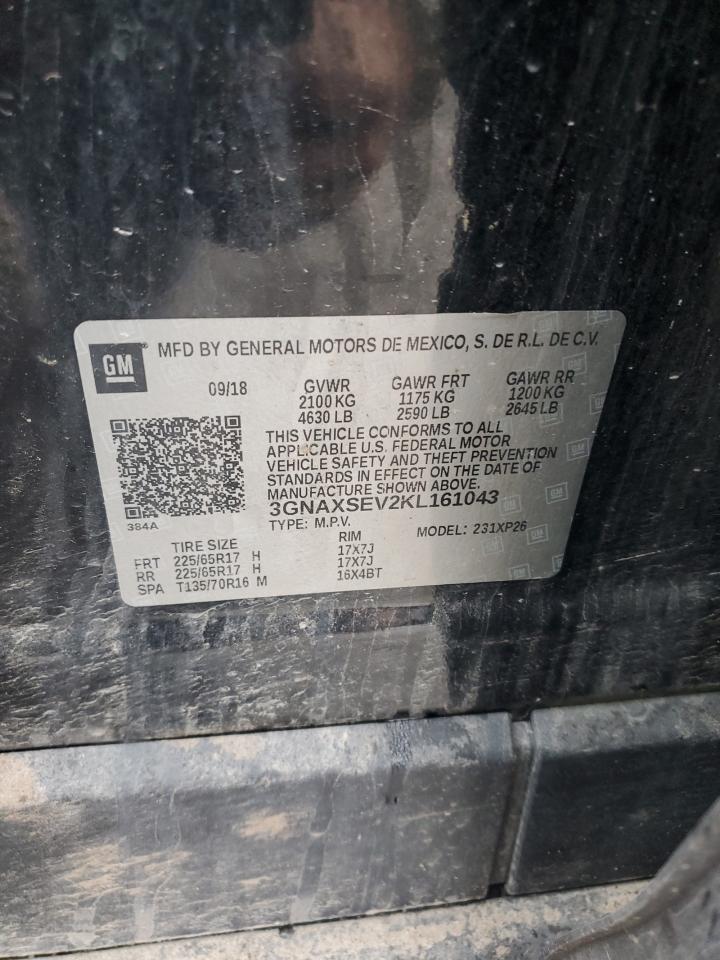 GM
MFD BY GENERAL MOTORS DE MEXICO, S. DE R.L. DE C.V.
09/18 GVWR GAWR FRT GAWR RR
2100 KG 1175 KG 1200 KG
4630 LB 2590 LB 2645 LB
THIS VEHICLE CONFORMS TO ALL
APPLICABLE U.S. FEDERAL MOTOR
VEHICLE SAFETY AND THEFT PREVENTION
STANDARDS IN EFFECT ON THE DATE OF
MANUFACTURE SHOWN ABOVE.
3GNAXSEV2KL161043
384A
TYPE: M.P.V. MODEL: 231XP26
TIRE SIZE RIM
FRT 225/65R17 H 17X7J
RR 225/65R17 H 17X7J
SPA T135/70R16 M 16X4BT